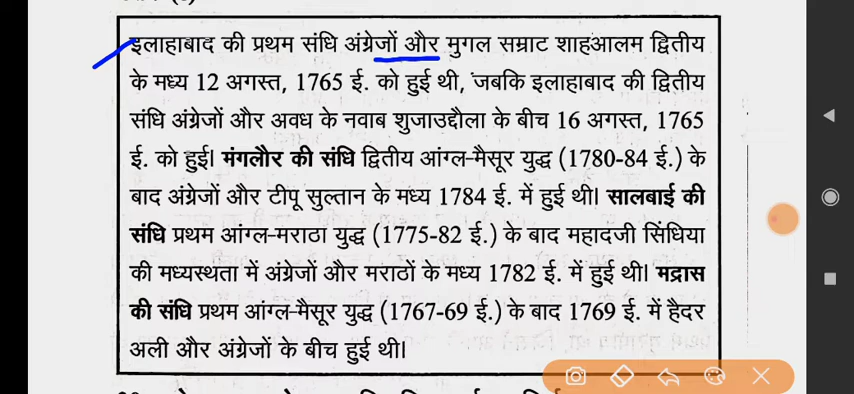 इलाहाबाद की प्रथम संधि अंग्रेजों और मुगल सम्राट शाहआलम द्वितीय
के मध्य 12 अगस्त, 1765 ई. को हुई थी, जबकि इलाहाबाद की द्वितीय
संधि अंग्रेजों और अवध के नवाब शुजाउद्दौला के बीच 16 अगस्त, 1765
ई. को हुई। मंगलौर की संधि द्वितीय आंग्ल-मैसूर युद्ध (1780-84 ई.) के
बाद अंग्रेजों और टीपू सुल्तान के मध्य 1784 ई. में हुई थी। सालबाई की
संधि प्रथम आंग्ल-मराठा युद्ध (1775-82 ई.) के बाद महादजी सिंधिया
की मध्यस्थता में अंग्रेजों और मराठों के मध्य 1782 ई. में हुई थी। मद्रास
की संधि प्रथम आंग्ल-मैसूर युद्ध (1767-69 ई.) के बाद 1769 ई. में हैदर
अली और अंग्रेजों के बीच हुई थी।